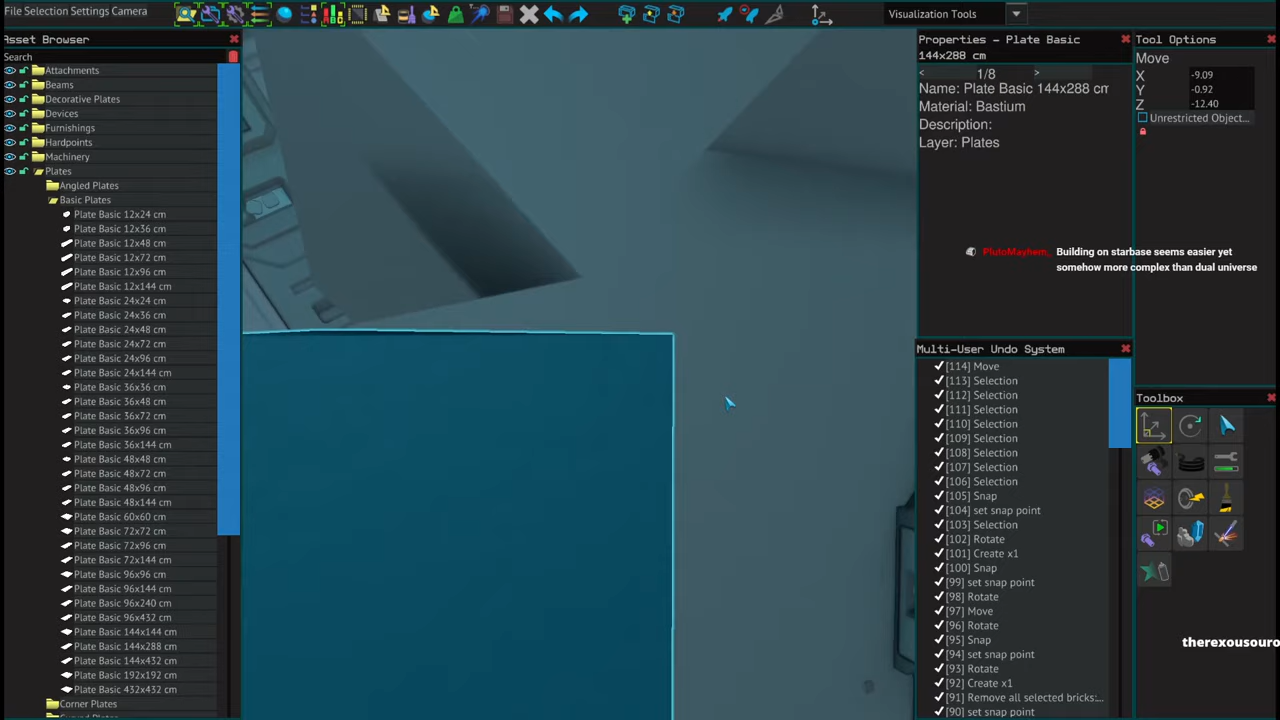 File Selection Settings Camera
Visualization Tools
Asset Browser
Search
Attachments
Beams
Decorative Plates
Devices
Furnishings
Hardpoints
Machinery
Plates
Angled Plates
Basic Plates
Plate Basic 12x24 cm
Plate Basic 12x36 cm
Plate Basic 12x48 cm
Plate Basic 12x72 cm
Plate Basic 12x96 cm
Plate Basic 12x144 cm
Plate Basic 24x24 cm
Plate Basic 24x36 cm
Plate Basic 24x48 cm
Plate Basic 24x72 cm
Plate Basic 24x96 cm
Plate Basic 24x144 cm
Plate Basic 36x36 cm
Plate Basic 36x48 cm
Plate Basic 36x72 cm
Plate Basic 36x96 cm
Plate Basic 36x144 cm
Plate Basic 48x48 cm
Plate Basic 48x72 cm
Plate Basic 48x96 cm
Plate Basic 48x144 cm
Plate Basic 60x60 cm
Plate Basic 72x72 cm
Plate Basic 72x96 cm
Plate Basic 72x144 cm
Plate Basic 96x96 cm
Plate Basic 96x144 cm
Plate Basic 96x240 cm
Plate Basic 96x432 cm
Plate Basic 144x144 cm
Plate Basic 144x288 cm
Plate Basic 144x432 cm
Plate Basic 192x192 cm
Plate Basic 432x432 cm
Corner Plates
Properties - Plate Basic
144x288 cm
< 1/8 >
Name: Plate Basic 144x288 cm
Material: Bastium
Description:
Layer: Plates
Tool Options
Move
X -9.09
Y -0.92
Z -12.40
Unrestricted Object...
PlutoMayhem_ Building on starbase seems easier yet
somehow more complex than dual universe
Multi-User Undo System
[114] Move
[113] Selection
[112] Selection
[111] Selection
[110] Selection
[109] Selection
[108] Selection
[107] Selection
[106] Selection
[105] Snap
[104] set snap point
[103] Selection
[102] Rotate
[101] Create x1
[100] Snap
[99] set snap point
[98] Rotate
[97] Move
[96] Rotate
[95] Snap
[94] set snap point
[93] Rotate
[92] Create x1
[91] Remove all selected bricks:...
[90] set snap point
Toolbox
therexousouro